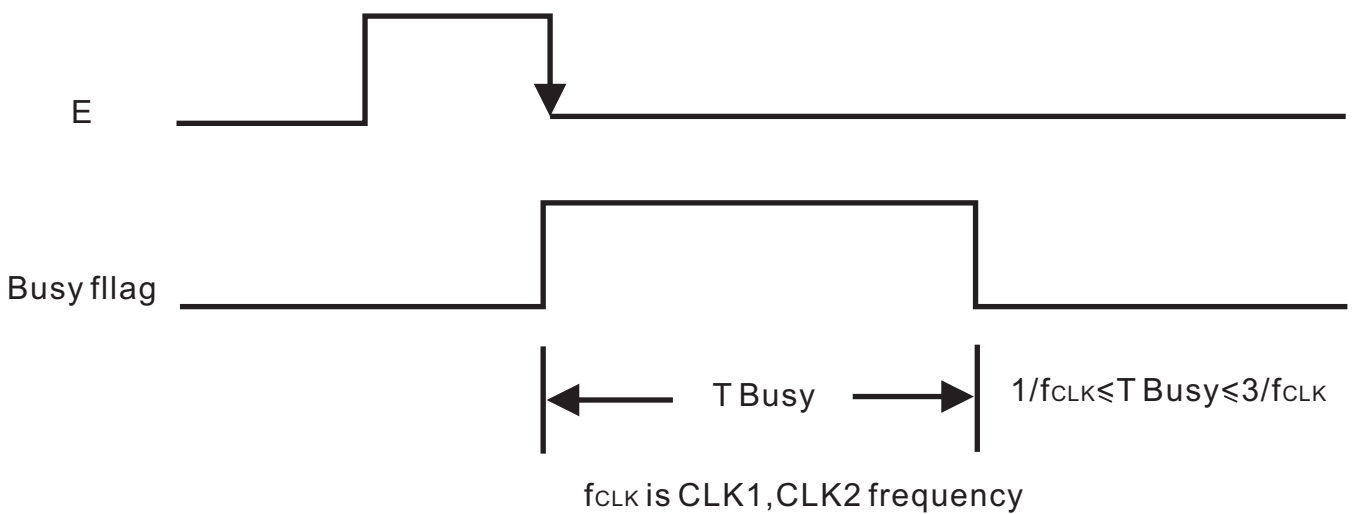 E
Busy fllag
T Busy
1/fCLK≤T Busy≤3/fCLK
fCLK is CLK1,CLK2 frequency